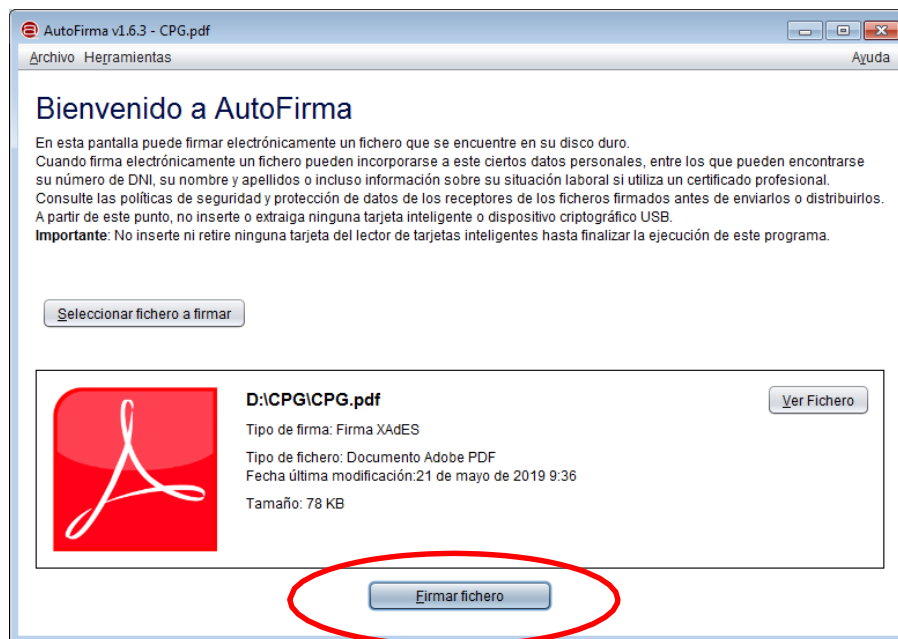 AutoFirma v1.6.3 - CPG.pdf
Archivo Herramientas Ayuda
Bienvenido a AutoFirma
En esta pantalla puede firmar electrónicamente un fichero que se encuentre en su disco duro.
Cuando firma electrónicamente un fichero pueden incorporarse a este ciertos datos personales, entre los que pueden encontrarse
su número de DNI, su nombre y apellidos o incluso información sobre su situación laboral si utiliza un certificado profesional.
Consulte las políticas de seguridad y protección de datos de los receptores de los ficheros firmados antes de enviarlos o distribuirlos.
A partir de este punto, no inserte o extraiga ninguna tarjeta inteligente o dispositivo criptográfico USB.
Importante: No inserte ni retire ninguna tarjeta del lector de tarjetas inteligentes hasta finalizar la ejecución de este programa.
Seleccionar fichero a firmar
D:\CPG\CPG.pdf
Ver Fichero
Tipo de firma: Firma XAdES
Tipo de fichero: Documento Adobe PDF
Fecha última modificación:21 de mayo de 2019 9:36
Tamaño: 78 KB
Firmar fichero